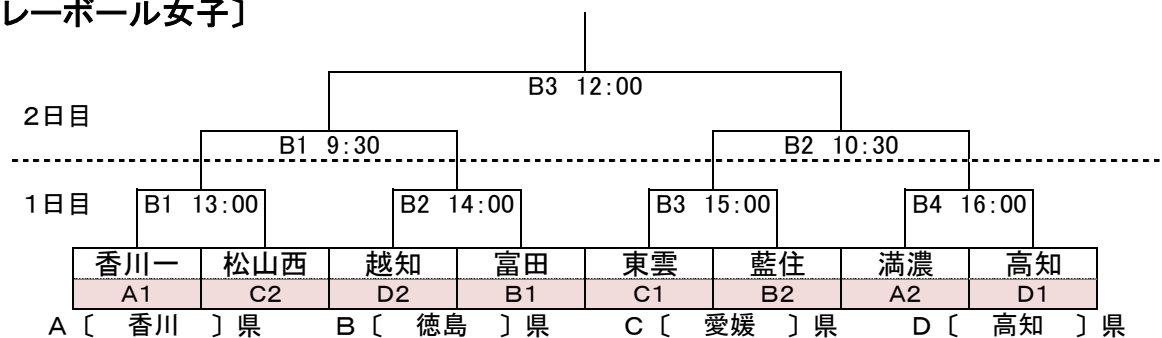 レーボール女子〕
B3 12:00
2日目
B1 9:30 B2 10:30
1日目 B1 13:00 B2 14:00 B3 15:00 B4 16:00
香川一 松山西 越知 富田 東雲 藍住 満濃 高知
A1 C2 D2 B1 C1 B2 A2 D1
A〔 香川 〕県 B〔 徳島 〕県 C〔 愛媛 〕県 D〔 高知 〕県